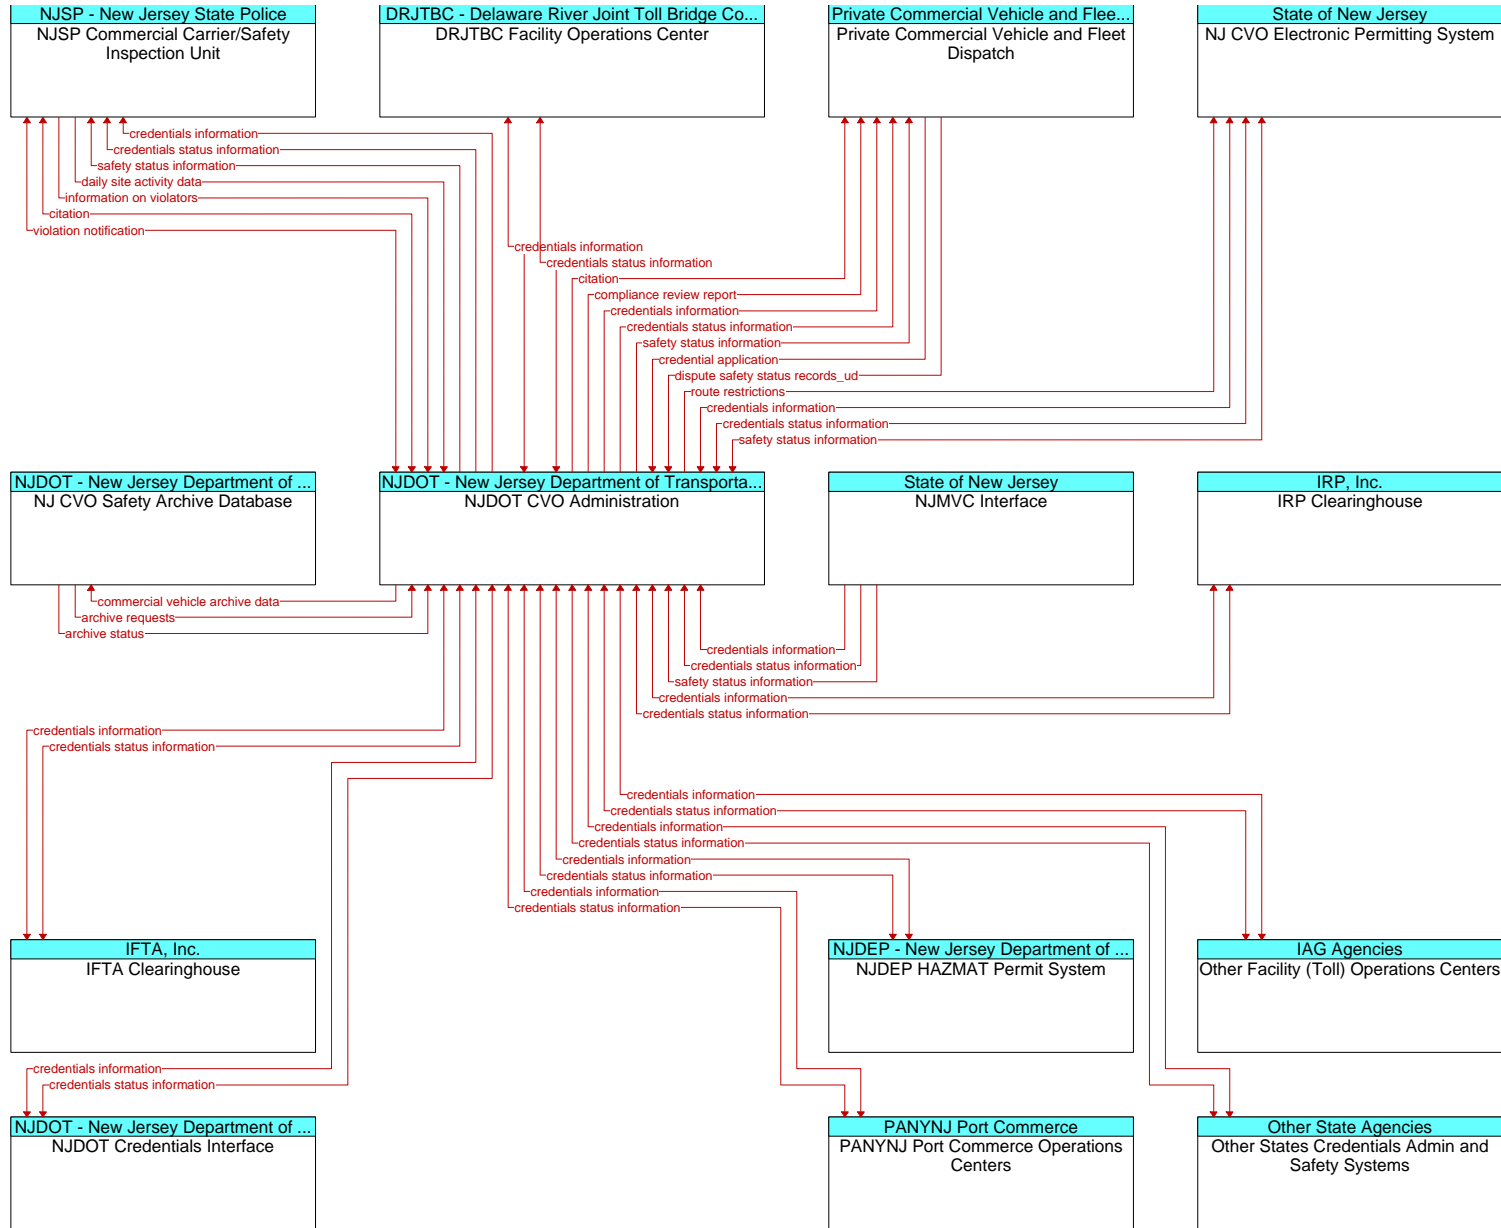 NJSP - New Jersey State Police
NJSP Commercial Carrier/Safety
Inspection Unit
DRJTBC - Delaware River Joint Toll Bridge Co...
DRJTBC Facility Operations Center
Private Commercial Vehicle and Flee...
Private Commercial Vehicle and Fleet
Dispatch
State of New Jersey
NJ CVO Electronic Permitting System
credentials information
credentials status information
safety status information
daily site activity data
information on violators
citation
violation notification
credentials information
credentials status information
citation
compliance review report
credentials information
credentials status information
safety status information
credential application
dispute safety status records_ud
route restrictions
credentials information
credentials status information
safety status information
NJDOT - New Jersey Department of ...
NJ CVO Safety Archive Database
NJDOT - New Jersey Department of Transporta...
NJDOT CVO Administration
State of New Jersey
NJMVC Interface
IRP, Inc.
IRP Clearinghouse
commercial vehicle archive data
archive requests
archive status
credentials information
credentials status information
safety status information
credentials information
credentials status information
credentials information
credentials status information
credentials information
credentials status information
credentials information
credentials status information
credentials information
credentials status information
credentials information
credentials status information
IFTA, Inc.
IFTA Clearinghouse
NJDEP - New Jersey Department of ...
NJDEP HAZMAT Permit System
IAG Agencies
Other Facility (Toll) Operations Centers
credentials information
credentials status information
NJDOT - New Jersey Department of ...
NJDOT Credentials Interface
PANYNJ Port Commerce
PANYNJ Port Commerce Operations
Centers
Other State Agencies
Other States Credentials Admin and
Safety Systems